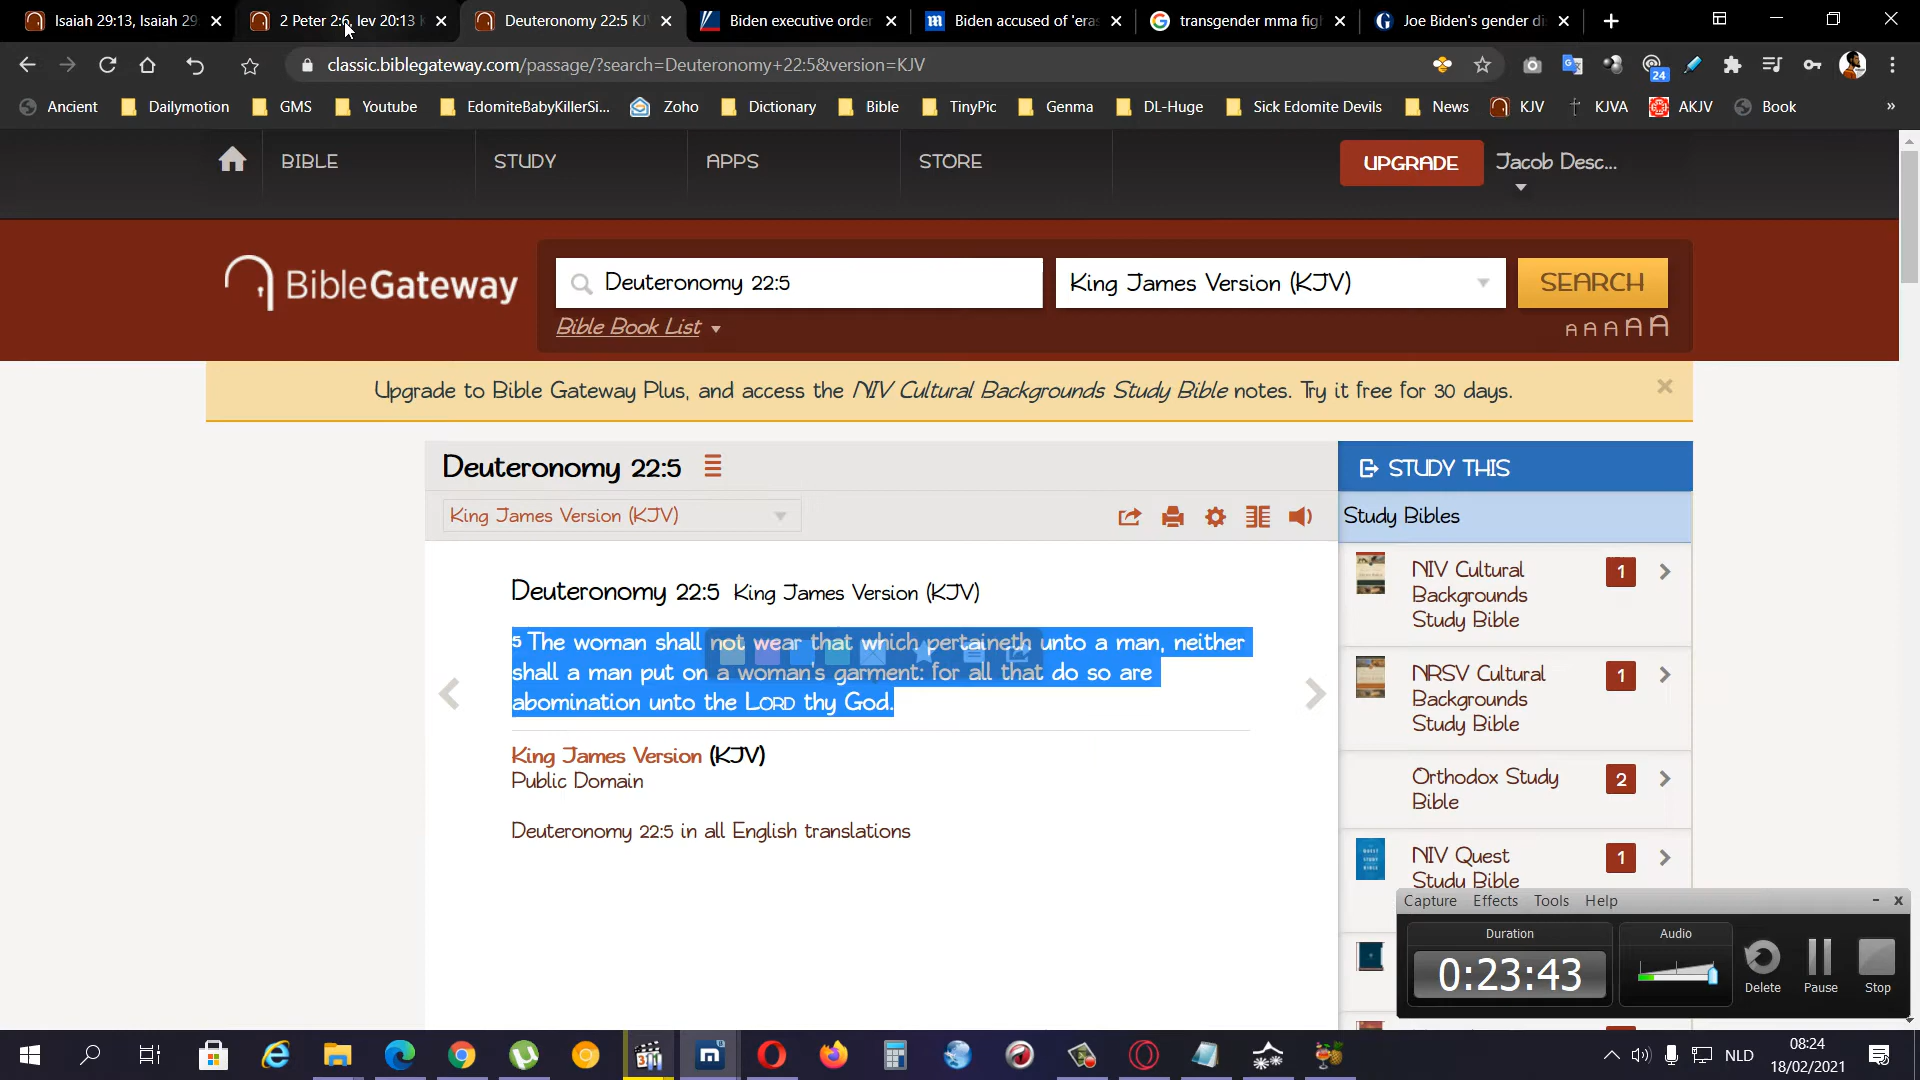 Isaiah 29:13, Isaiah 29
2 Peter 2:6, lev 20:13
Deuteronomy 22:5 KJV
Biden executive order
Biden accused of 'era
transgender mma fig
Joe Biden's gender di
classic.biblegateway.com/passage/?search=Deuteronomy+22:5&version=KJV
24
Ancient
Dailymotion
GMS
Youtube
EdomiteBabyKillerSi...
Zoho
Dictionary
Bible
TinyPic
Genma
DL-Huge
Sick Edomite Devils
News
KJV
KJVA
AKJV
Book
»
BIBLE
STUDY
APPS
STORE
UPGRADE
Jacob Desc...
BibleGateway
Deuteronomy 22:5
King James Version (KJV)
SEARCH
Bible Book List
A A A A A
Upgrade to Bible Gateway Plus, and access the NIV Cultural Backgrounds Study Bible notes. Try it free for 30 days.
Deuteronomy 22:5
King James Version (KJV)
STUDY THIS
Study Bibles
Deuteronomy 22:5 King James Version (KJV)
5 The woman shall not wear that which pertaineth unto a man, neither
shall a man put on a woman's garment: for all that do so are
abomination unto the LORD thy God.
King James Version (KJV)
Public Domain
Deuteronomy 22:5 in all English translations
NIV Cultural
Backgrounds
Study Bible
1
NRSV Cultural
Backgrounds
Study Bible
1
Orthodox Study
Bible
2
NIV Quest
Study Bible
1
Capture Effects Tools Help
Duration
0:23:43
Audio
Delete
Pause
Stop
NLD
08:24
18/02/2021